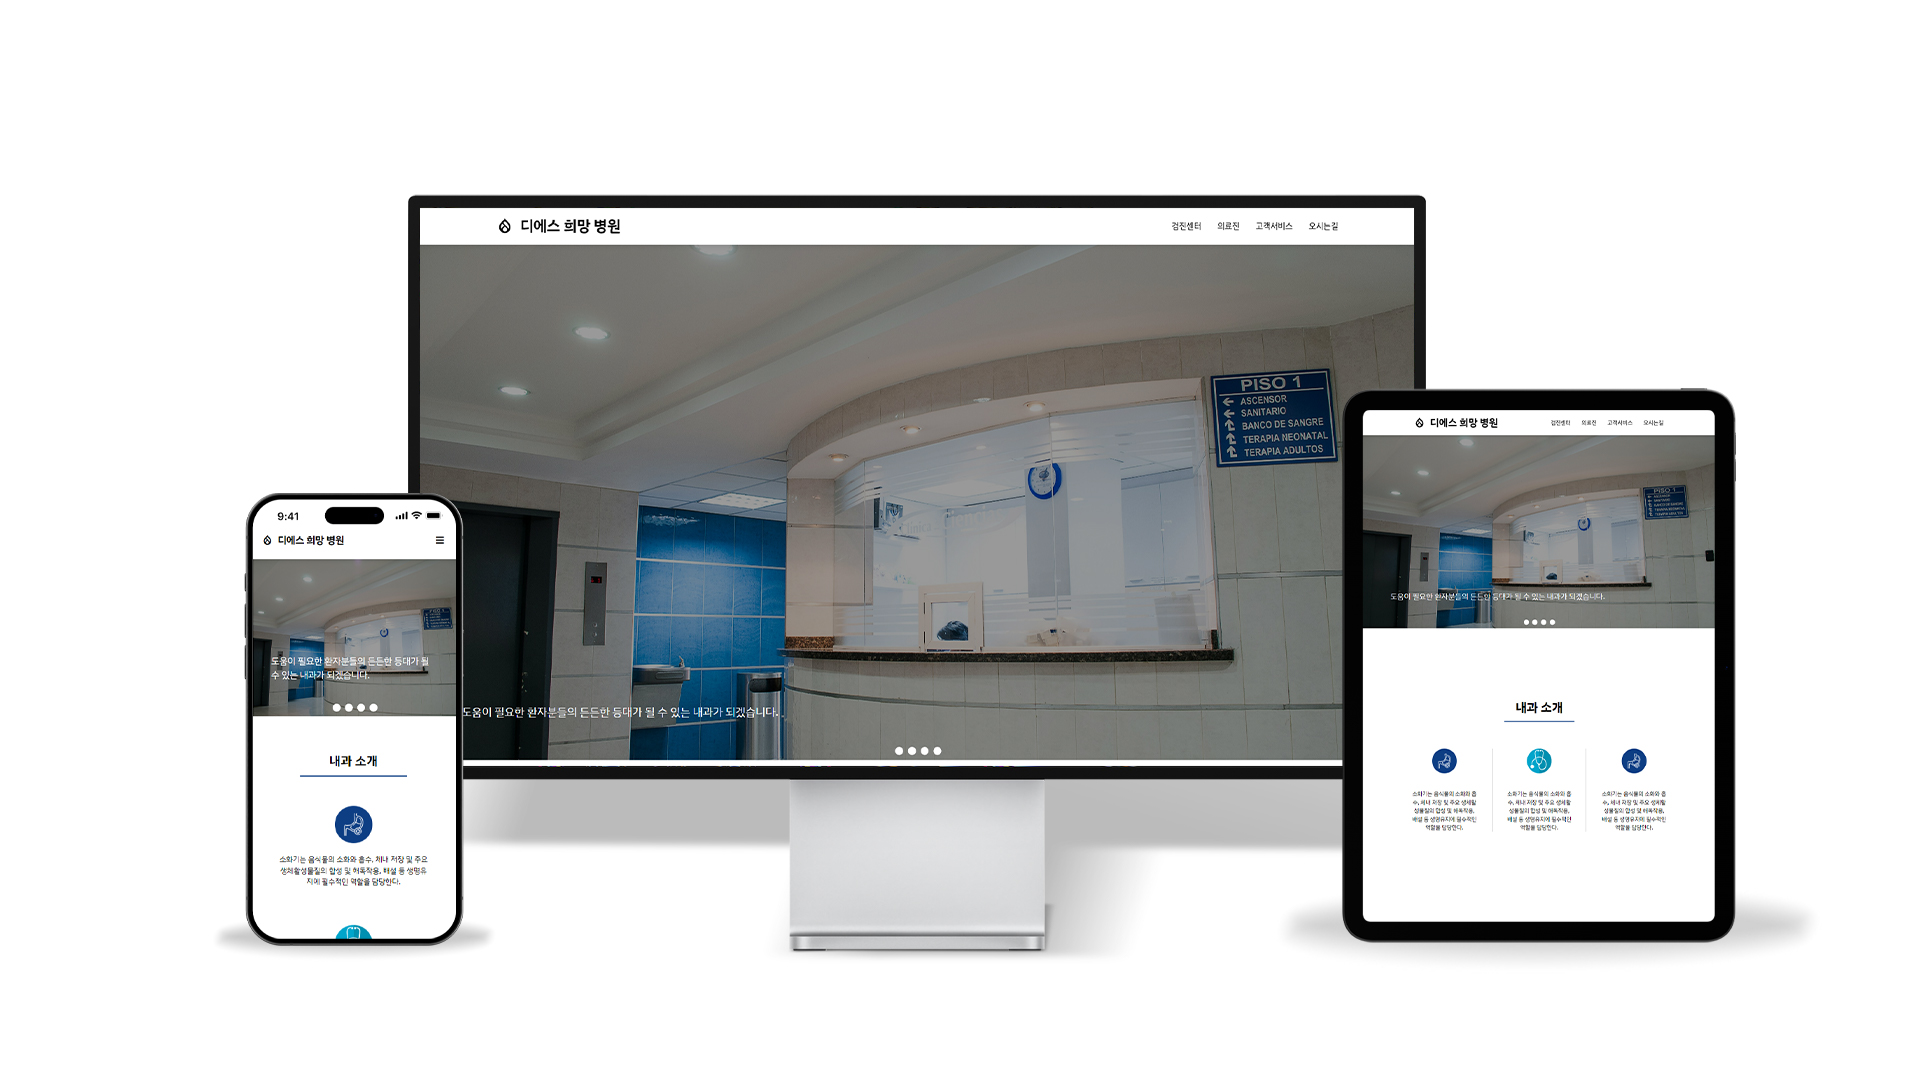 디에스 희망 병원
검진센터 의료진 고객서비스 오시는길
PISO 1
ASCENSOR
SANITARIO
BANCO DE SANGRE
TERAPIA NEONATAL
TERAPIA ADULTOS
도움이 필요한 환자분들의 든든한 등대가 될 수 있는 내과가 되겠습니다.
9:41
디에스 희망 병원
도움이 필요한 환자분들의 든든한 등대가 될
수 있는 내과가 되겠습니다.
내과 소개
소화기는 음식물의 소화와 흡수, 체내 저장 및 주요
생체활성물질의 합성 및 해독작용, 배설 등 생명유
지에 필수적인 역할을 담당한다.
디에스 희망 병원
검진센터 의료진 고객서비스 오시는길
PISO 1
ASCENSOR
SANITARIO
BANCO DE SANGRE
TERAPIA NEONATAL
TERAPIA ADULTOS
도움이 필요한 환자분들의 든든한 등대가 될 수 있는 내과가 되겠습니다.
내과 소개
소화기는 음식물의 소화와 흡
수, 체내 저장 및 주요 생체활
성물질의 합성 및 해독작용,
배설 등 생명유지에 필수적인
역할을 담당한다.
소화기는 음식물의 소화와 흡
수, 체내 저장 및 주요 생체활
성물질의 합성 및 해독작용,
배설 등 생명유지에 필수적인
역할을 담당한다.
소화기는 음식물의 소화와 흡
수, 체내 저장 및 주요 생체활
성물질의 합성 및 해독작용,
배설 등 생명유지에 필수적인
역할을 담당한다.